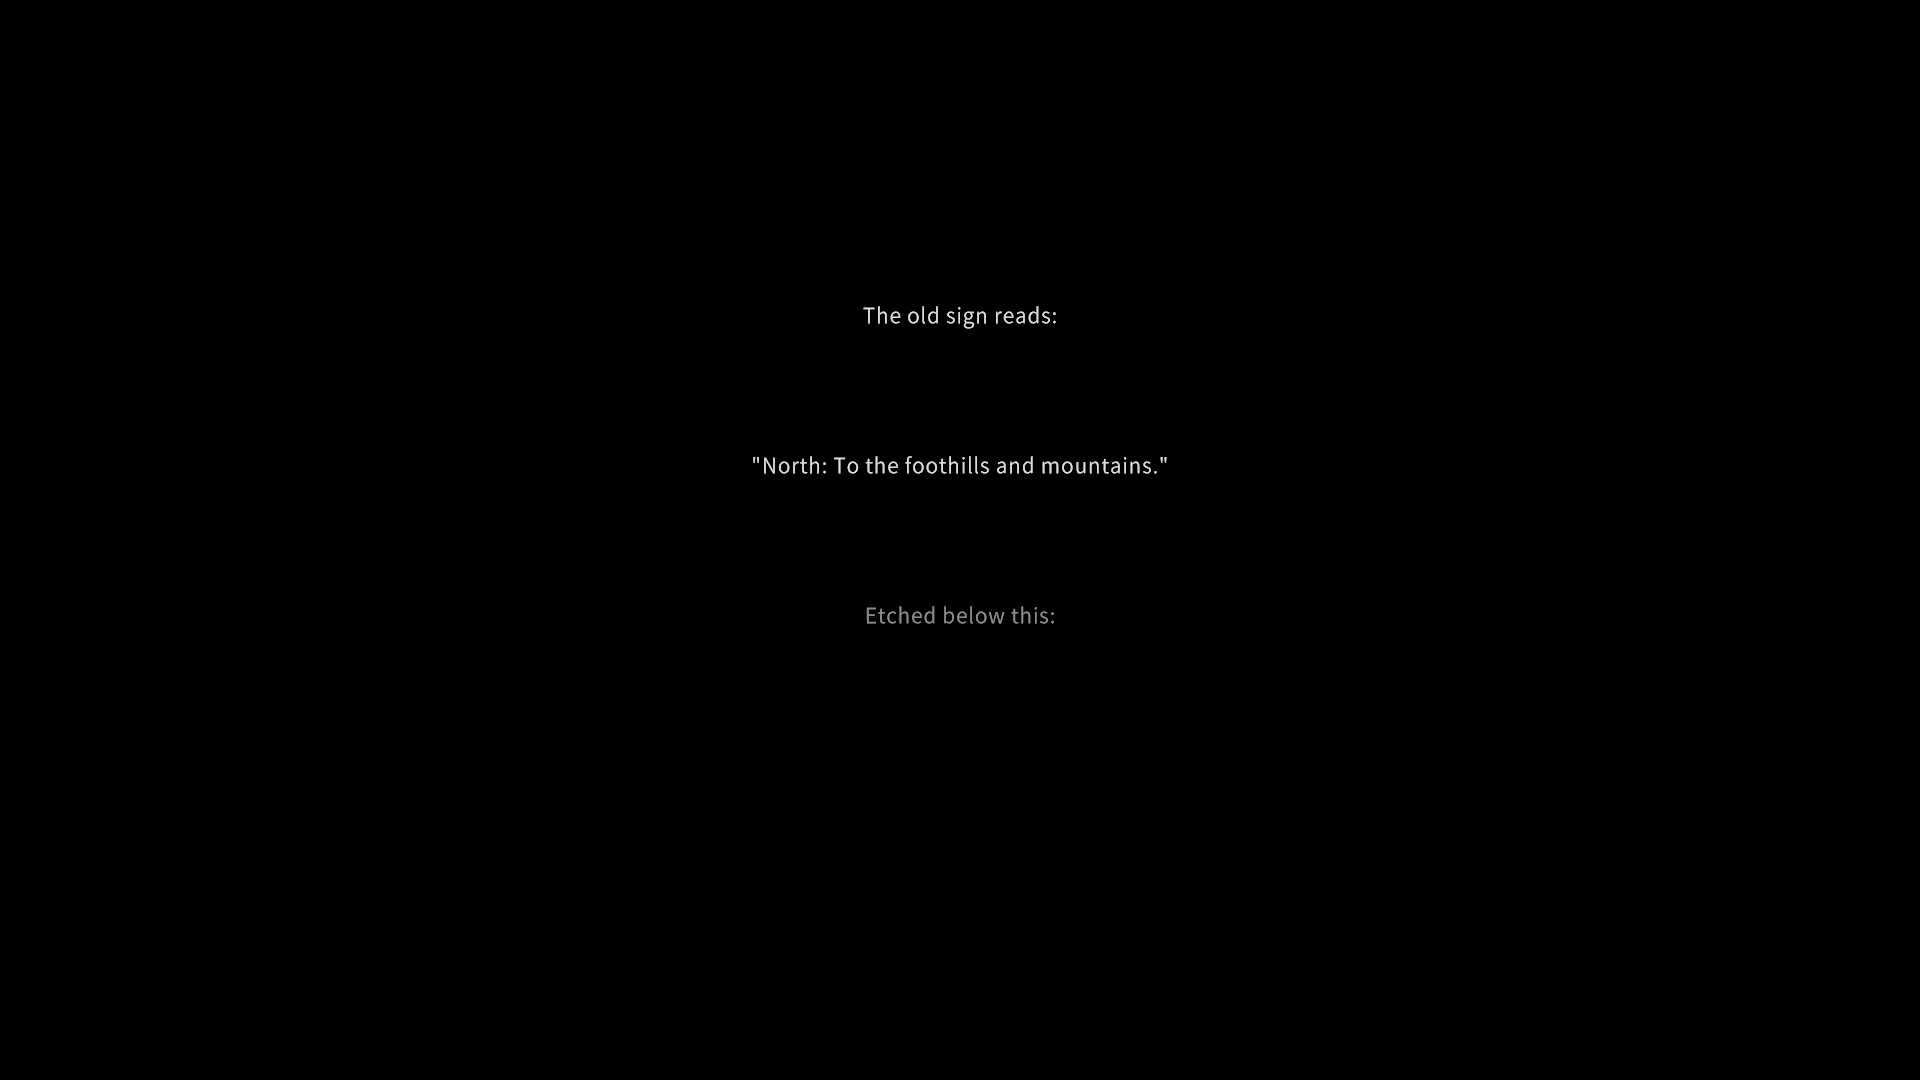 The old sign reads:
"North: To the foothills and mountains."
Etched below this: